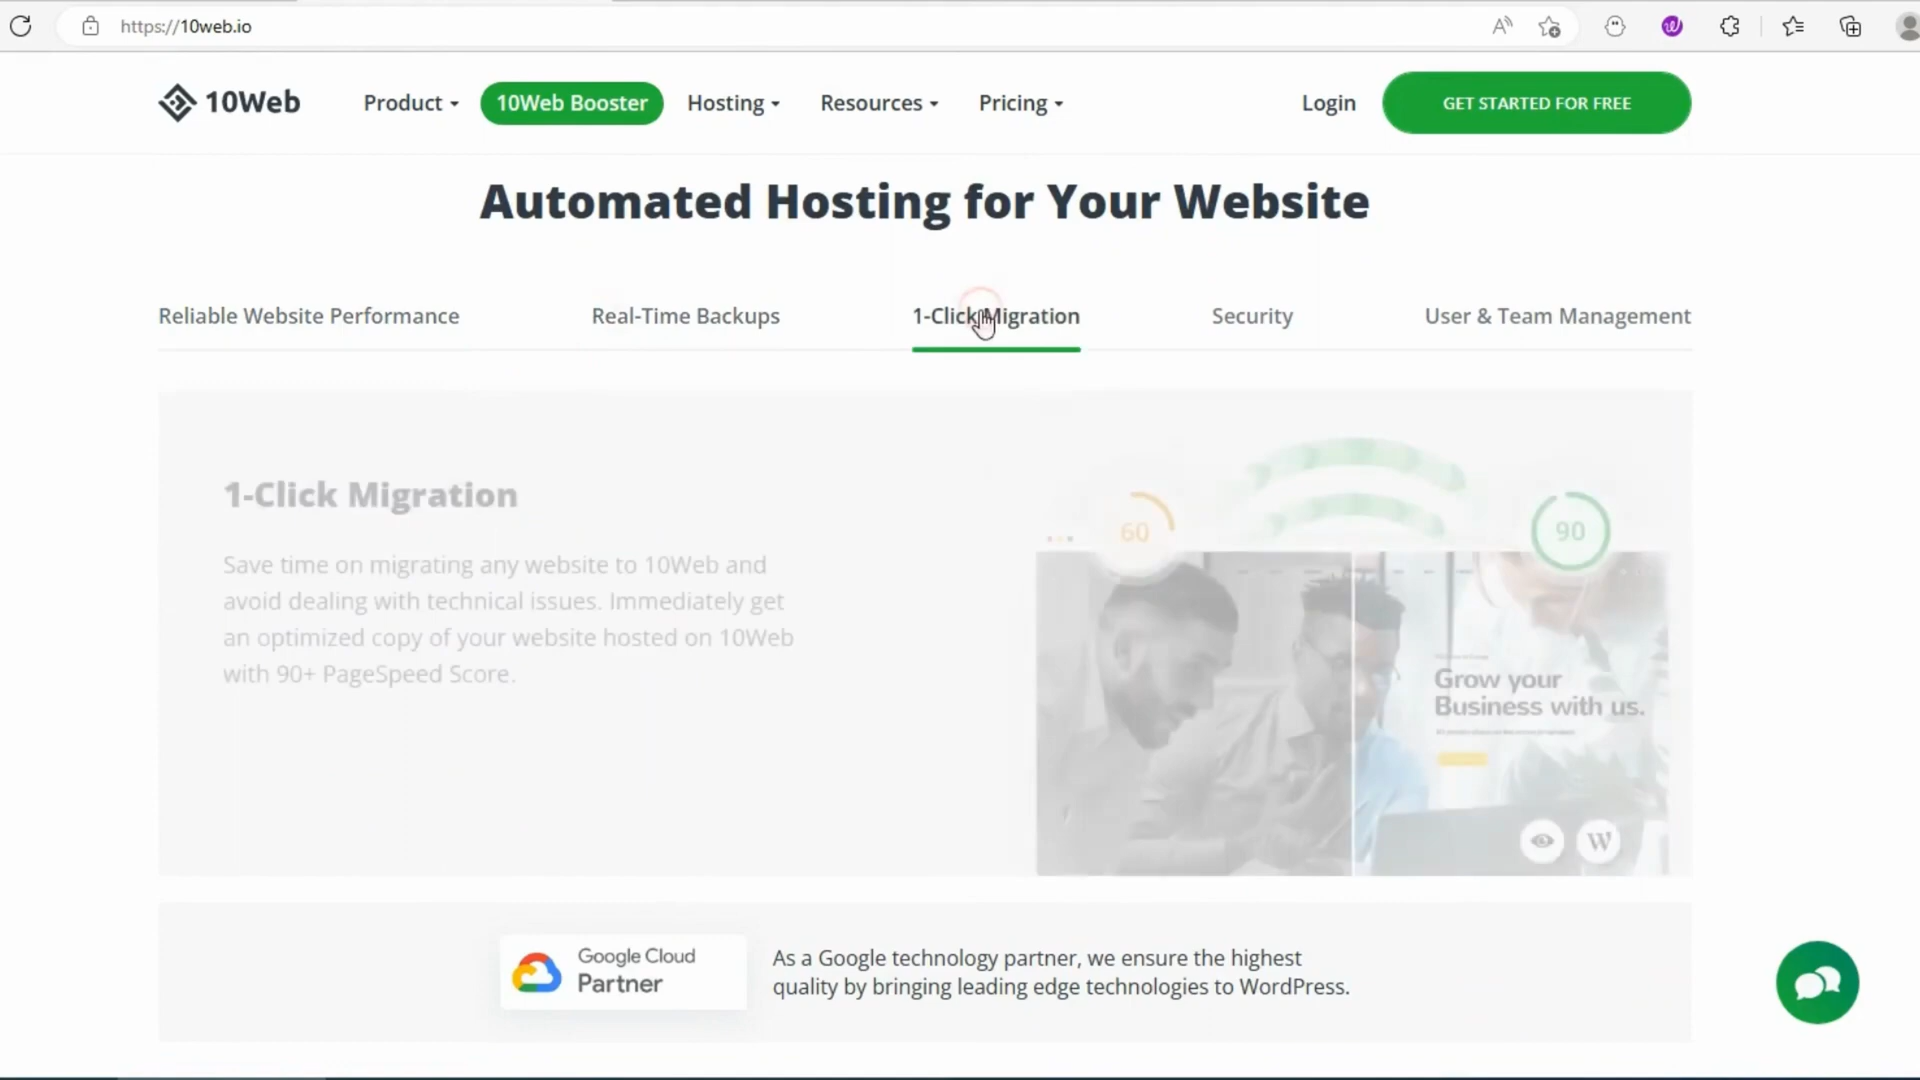 https://10web.io
10Web
Product
10Web Booster
Hosting
Resources
Pricing
Login
GET STARTED FOR FREE
Automated Hosting for Your Website
Reliable Website Performance
Real-Time Backups
1-Click Migration
Security
User & Team Management
1-Click Migration
Save time on migrating any website to 10Web and
avoid dealing with technical issues. Immediately get
an optimized copy of your website hosted on 10Web
with 90+ PageSpeed Score.
60
90
Grow your
Business with us.
W
Google Cloud
Partner
As a Google technology partner, we ensure the highest
quality by bringing leading edge technologies to WordPress.